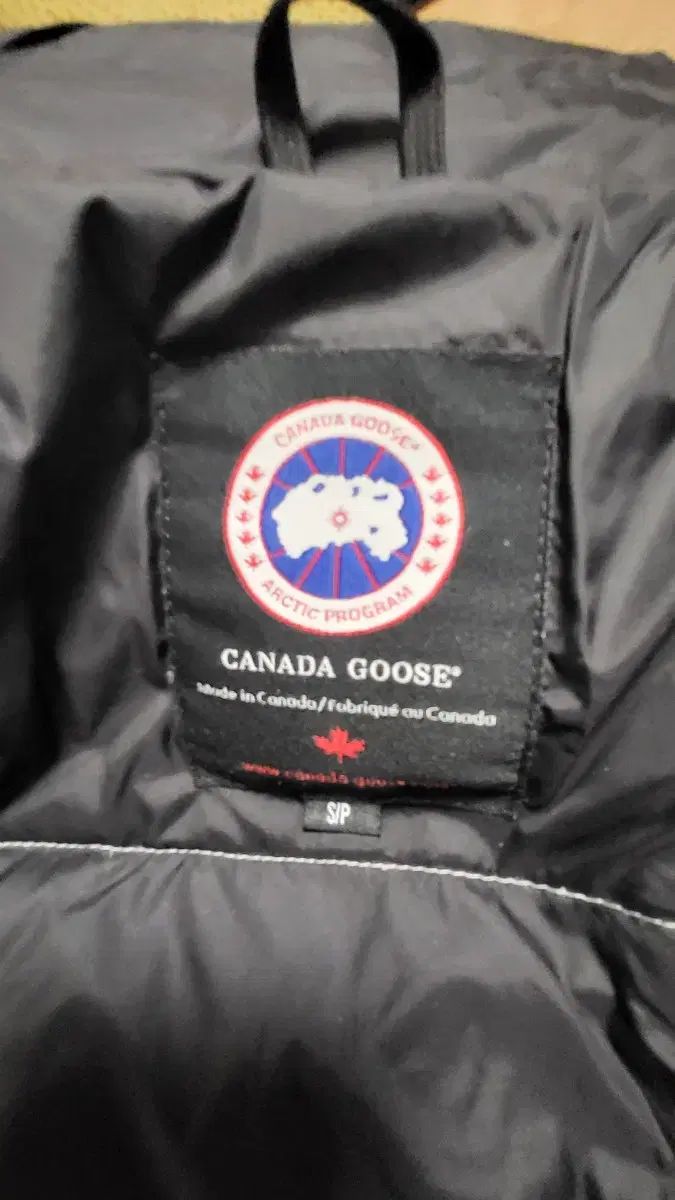 CANADA GOOSE®
ARCTIC PROGRAM
CANADA GOOSE®
Made in Canada/Fabriqué au Canada
S/P